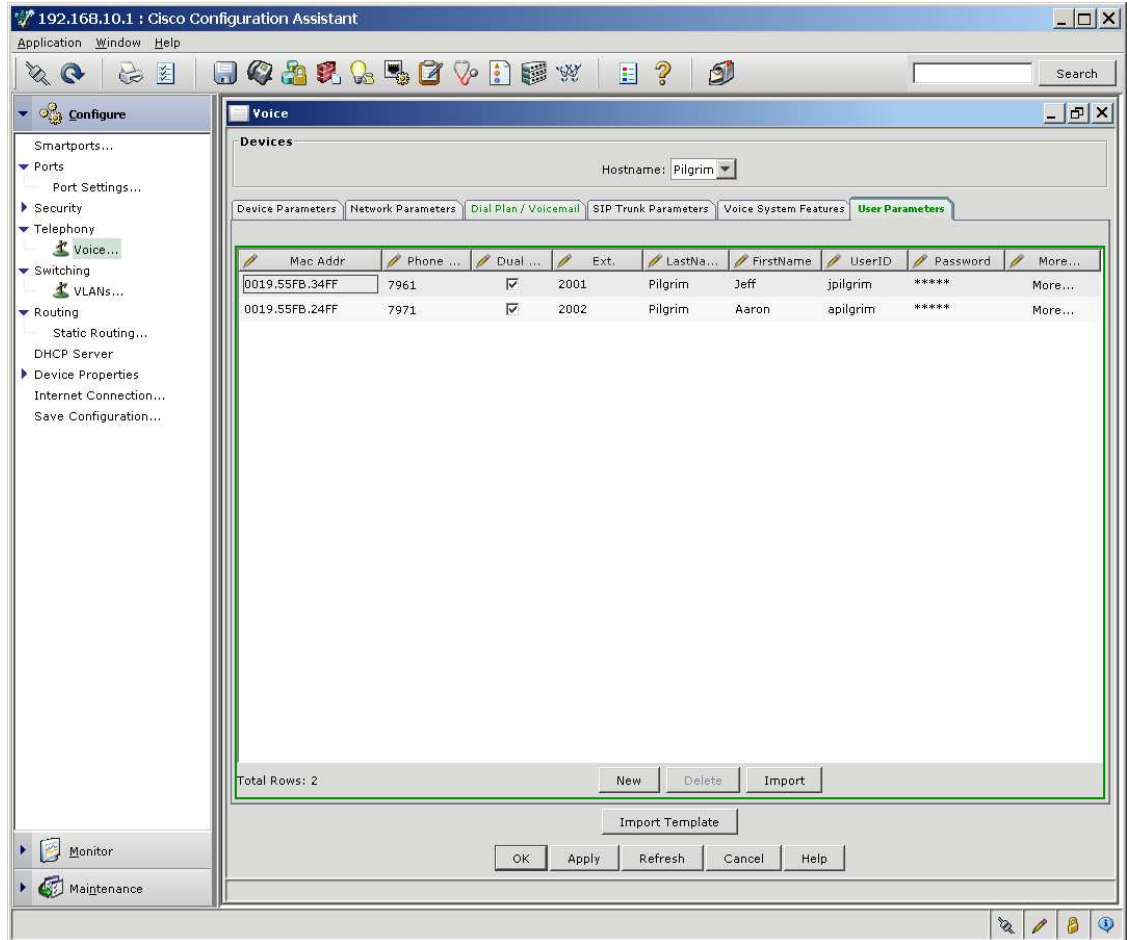 192.168.10.1 : Cisco Configuration Assistant
Application Window Help
Search
Configure
Smartports...
Ports
Port Settings...
Security
Telephony
Voice...
Switching
VLANs...
Routing
Static Routing...
DHCP Server
Device Properties
Internet Connection...
Save Configuration...
Monitor
Maintenance
Voice
Devices
Hostname: Pilgrim
Device Parameters Network Parameters Dial Plan / Voicemail SIP Trunk Parameters Voice System Features User Parameters
Mac Addr Phone ... Dual ... Ext. LastNa... FirstName UserID Password More...
0019.55FB.34FF 7961 2001 Pilgrim Jeff jpilgrim ***** More...
0019.55FB.24FF 7971 2002 Pilgrim Aaron apilgrim ***** More...
Total Rows: 2 New Delete Import
Import Template
OK Apply Refresh Cancel Help